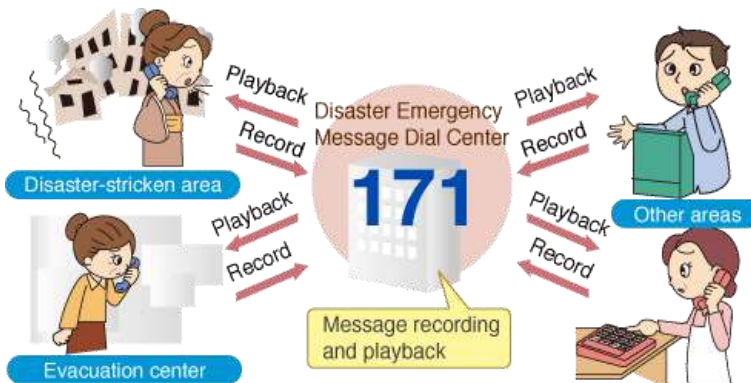 Playback
Record
Disaster-stricken area
Playback
Record
Evacuation center
Disaster Emergency
Message Dial Center
171
Message recording
and playback
Playback
Record
Other areas
Playback
Record